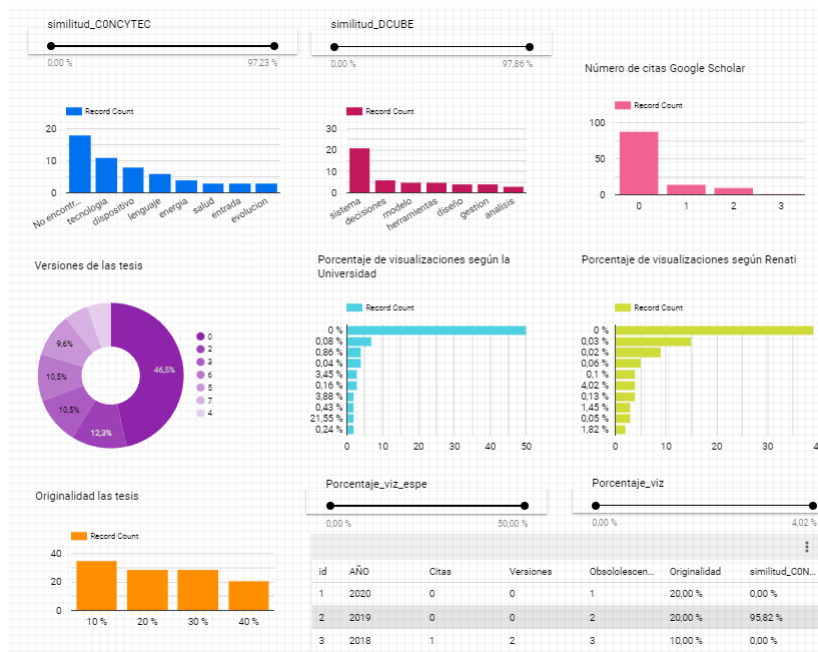 similitud_C0NCYTEC
0,00 % 97,23 %
similitud_DCUBE
0,00 % 97,86 %
Número de citas Google Scholar
Record Count
20
10
0
No encontr... tecnologia dispositivo lenguaje energia salud entrada evolucion
Record Count
30
20
10
0
sistema decisiones modelo herramientas diseño gestion analisis
Record Count
100
50
0
0 1 2 3
Versiones de las tesis
46,5%
12,3%
10,5%
10,5%
9,6%
0
2
3
6
5
7
4
Porcentaje de visualizaciones según la
Universidad
Record Count
0 %
0,08 %
0,86 %
0,04 %
3,45 %
0,16 %
3,88 %
0,43 %
21,55 %
0,24 %
0 10 20 30 40 50
Porcentaje de visualizaciones según Renati
Record Count
0 %
0,03 %
0,02 %
0,06 %
0,1 %
4,02 %
0,13 %
1,45 %
0,05 %
1,82 %
0 10 20 30
Originalidad las tesis
Record Count
40
20
0
10 % 20 % 30 % 40 %
Porcentaje_viz_espe
0,00 % 50,00 %
Porcentaje_viz
0,00 % 4,02 %
id AÑO Citas Versiones Obsololescen... Originalidad similitud_C0N...
1 2020 0 0 1 20,00 % 0,00 %
2 2019 0 0 2 20,00 % 95,82 %
3 2018 1 2 3 10,00 % 0,00 %